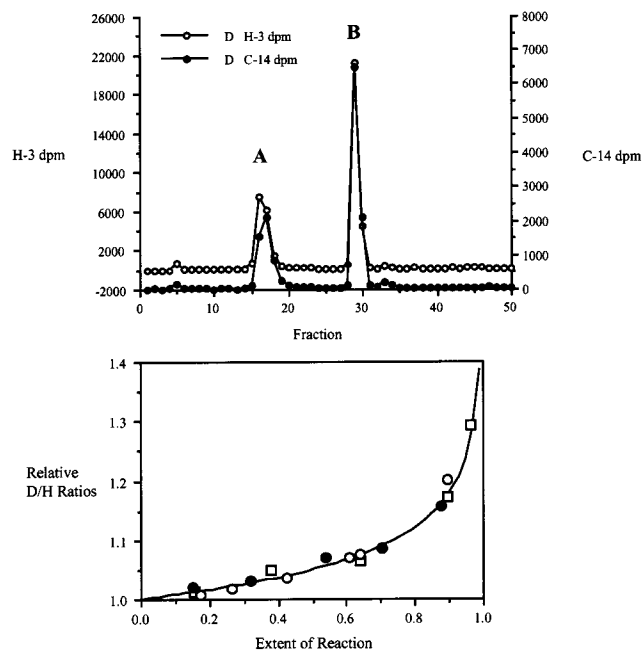 26000
22000
18000
14000
10000
6000
2000
-2000
H-3 dpm
D H-3 dpm
D C-14 dpm
A
B
8000
7000
6000
5000
4000
3000
2000
1000
0
C-14 dpm
0 10 20 30 40 50
Fraction
1.4
1.3
1.2
1.1
1.0
Relative
D/H Ratios
0.0 0.2 0.4 0.6 0.8 1.0
Extent of Reaction